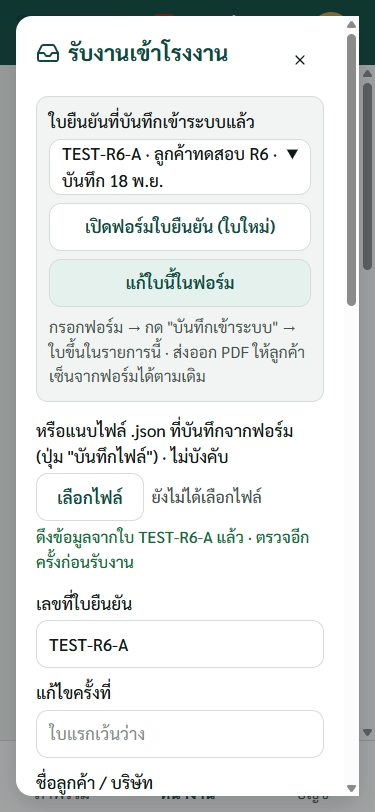 รับงานเข้าโรงงาน
×
ใบยืนยันที่บันทึกเข้าระบบแล้ว
TEST-R6-A · ลูกค้าทดสอบ R6 ·
บันทึก 18 พ.ย.
เปิดฟอร์มใบยืนยัน (ใบใหม่)
แก้ใบนี้ในฟอร์ม
กรอกฟอร์ม → กด "บันทึกเข้าระบบ" →
ใบขึ้นในรายการนี้ · ส่งออก PDF ให้ลูกค้า
เซ็นจากฟอร์มได้ตามเดิม
หรือแนบไฟล์ .json ที่บันทึกจากฟอร์ม
(ปุ่ม "บันทึกไฟล์") · ไม่บังคับ
เลือกไฟล์ ยังไม่ได้เลือกไฟล์
ดึงข้อมูลจากใบ TEST-R6-A แล้ว · ตรวจอีก
ครั้งก่อนรับงาน
เลขที่ใบยืนยัน
TEST-R6-A
แก้ไขครั้งที่
ใบแรกเว้นว่าง
ชื่อลูกค้า / บริษัท